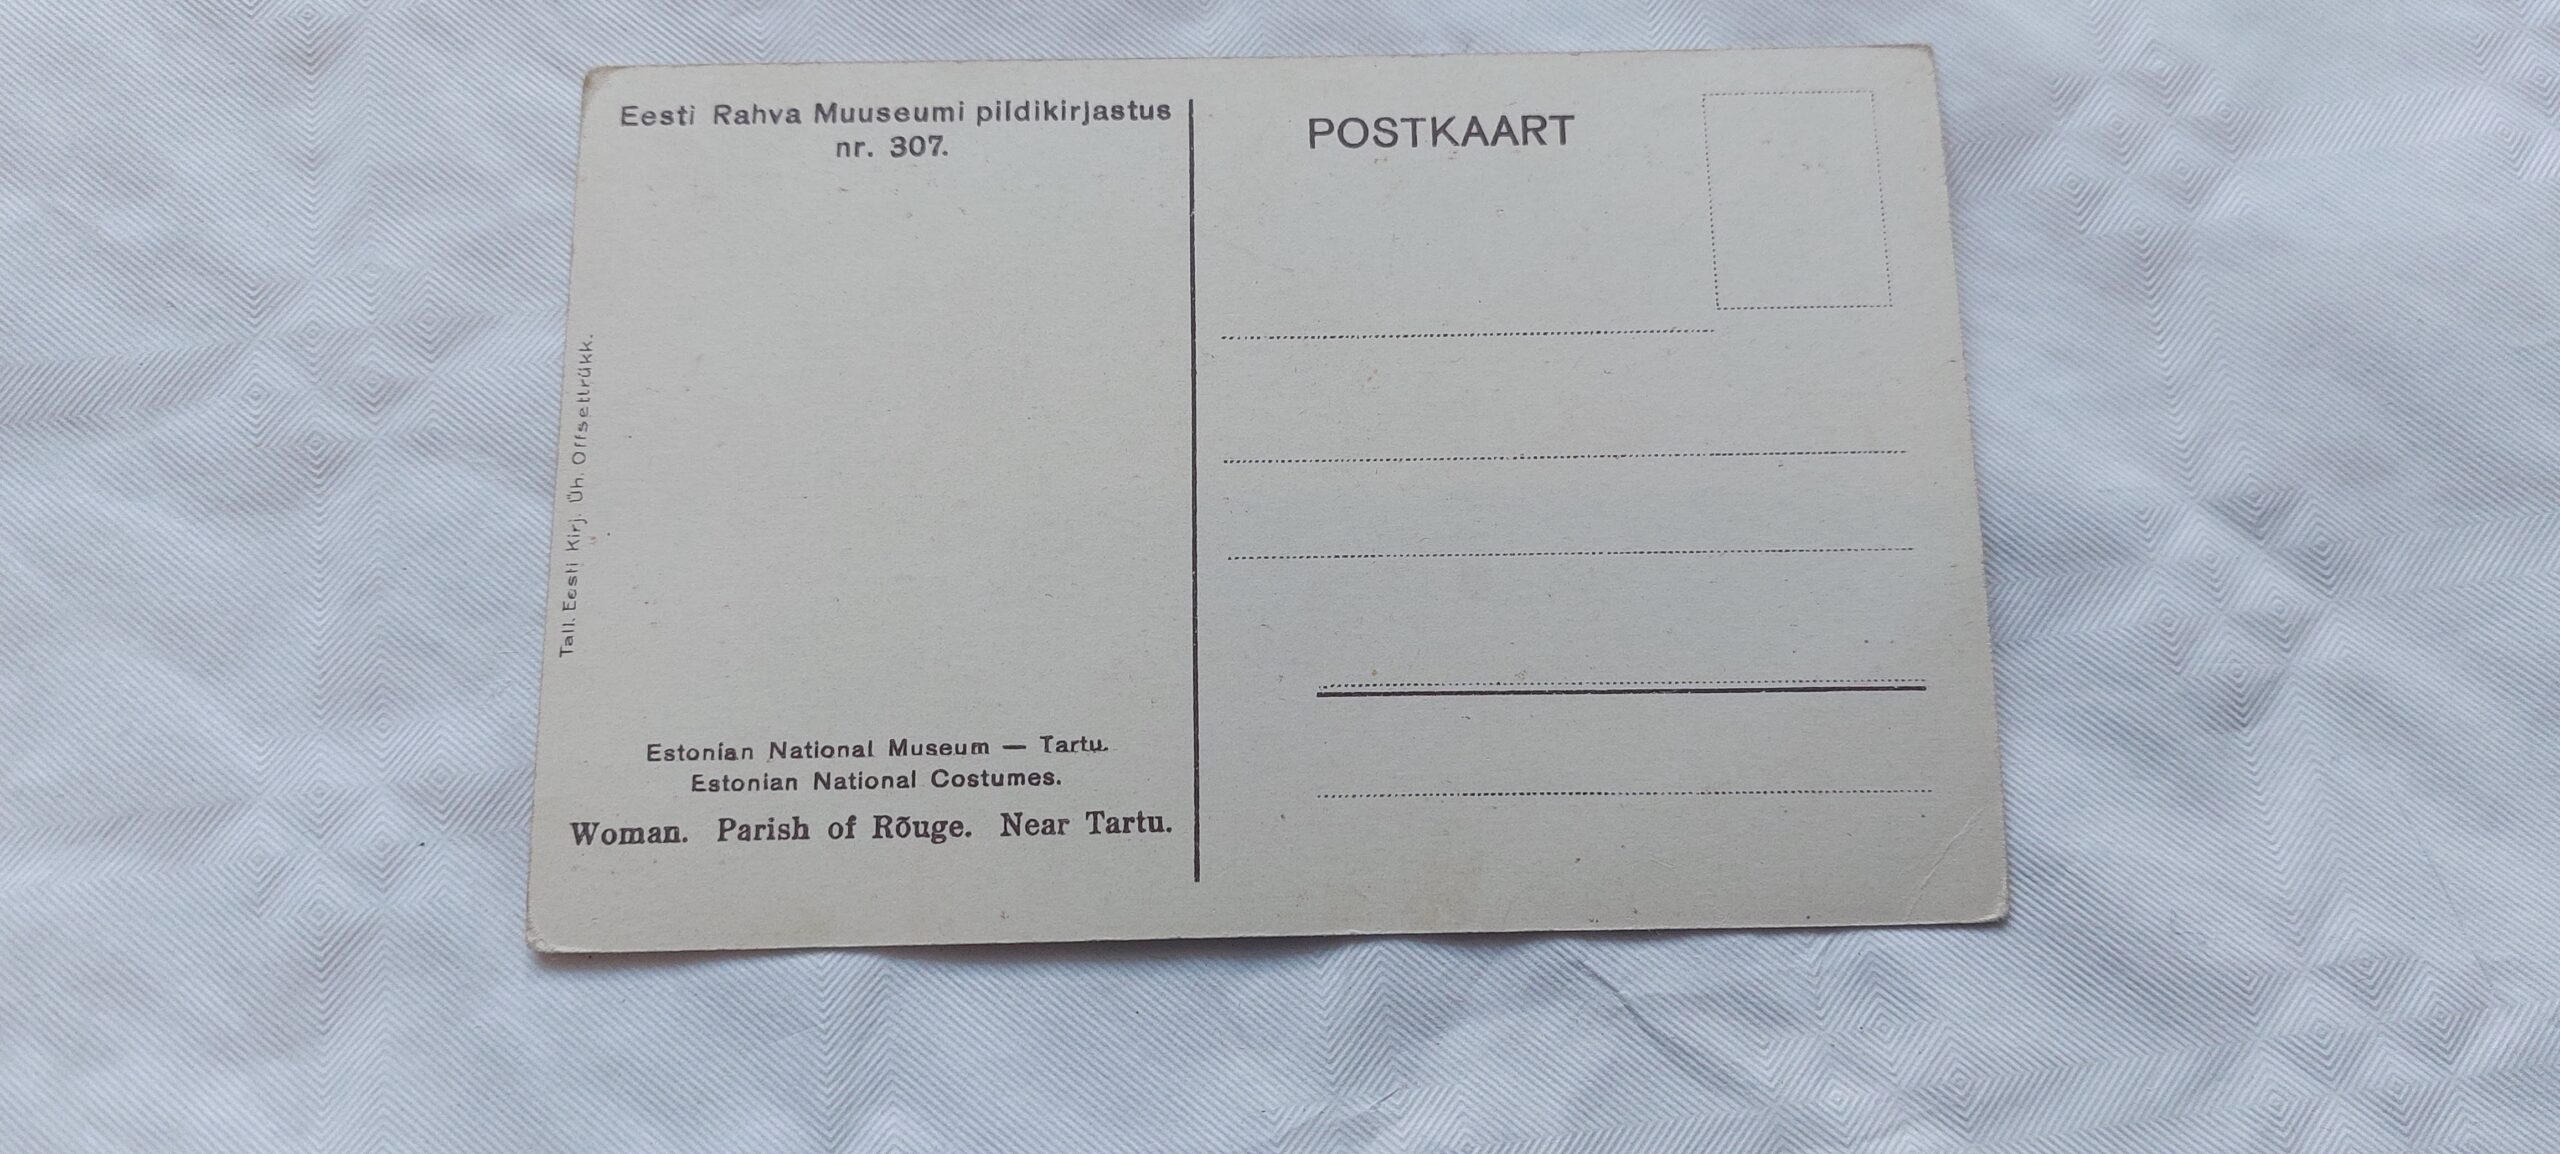 Eesti Rahva Muuseumi pildikirjastus
nr. 307.
POSTKAART
Tall. Eesti Kirj. Üh. Offsettrükk.
Estonian National Museum — Tartu.
Estonian National Costumes.
Woman. Parish of Rõuge. Near Tartu.